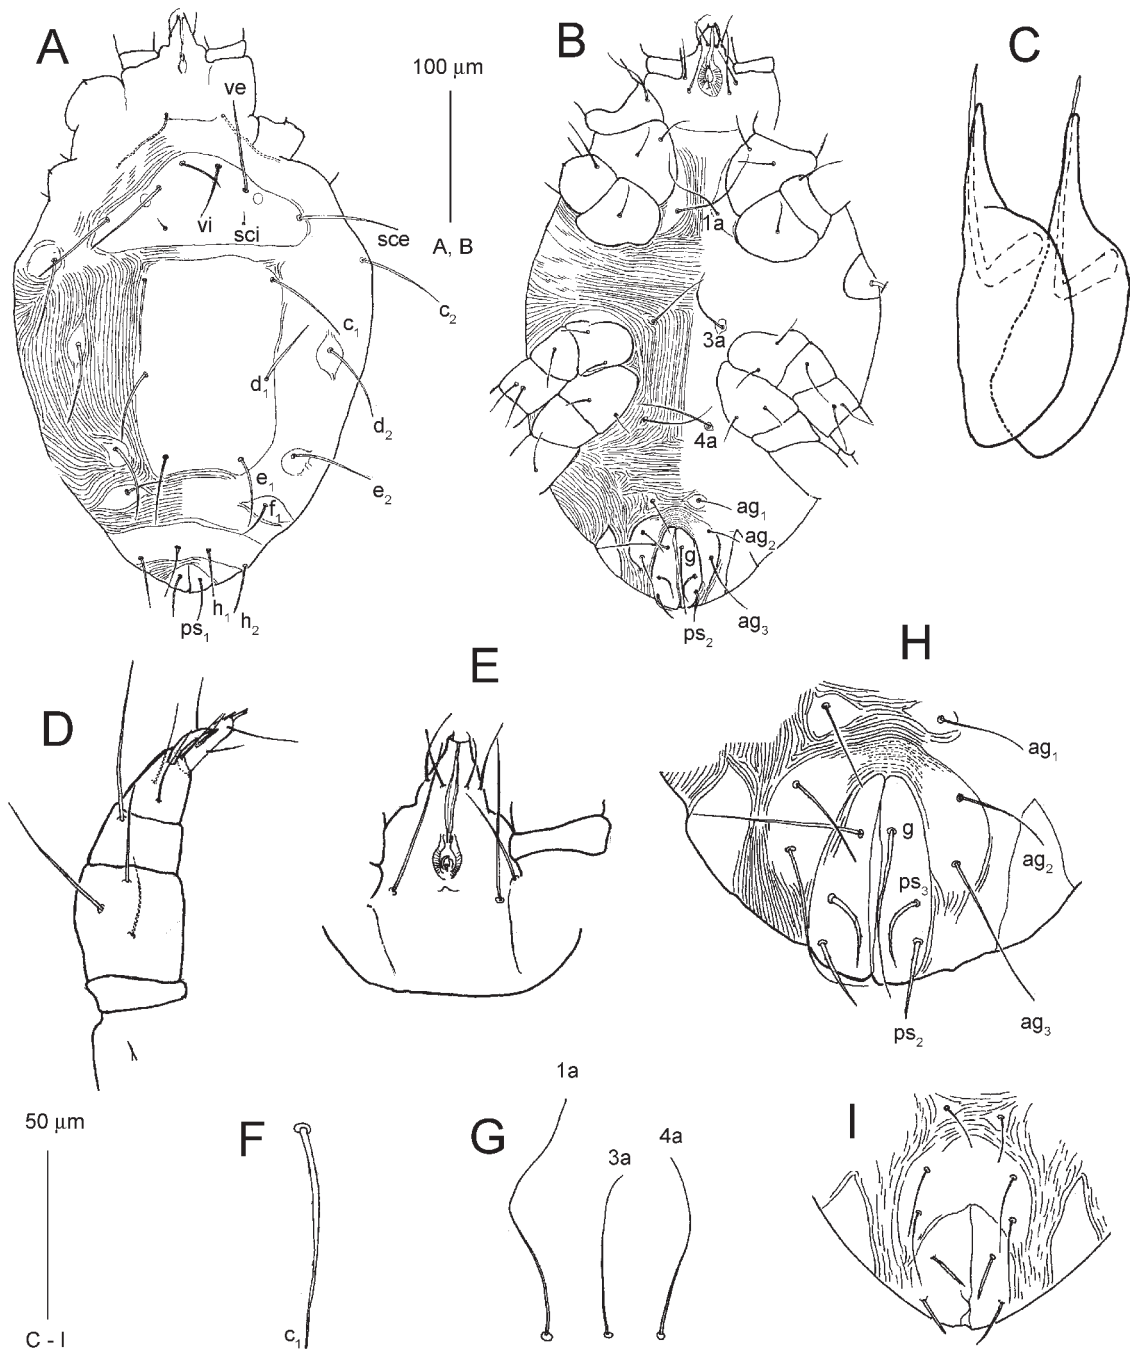 A
B
C
100 μm
A, B
ve
vi
sci
sce
c₂
c₁
d₁
d₂
e₁
e₂
f₁
h₁
h₂
ps₁
1a
3a
4a
ag₁
ag₂
g
ag₃
ps₂
D
E
H
ag₁
g
ag₂
ps₃
ag₃
ps₂
50 μm
C - I
F
c₁
G
1a
3a
4a
I